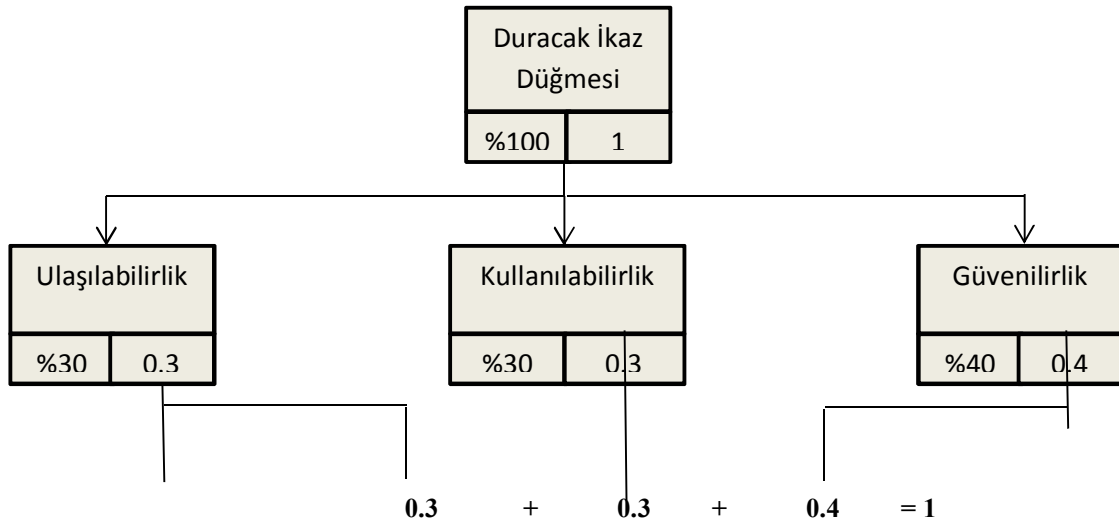 Duracak İkaz
Düğmesi
%100 1
Ulaşılabilirlik Kullanılabilirlik Güvenilirlik
%30 0.3 %30 0.3 %40 0.4
0.3 + 0.3 + 0.4 = 1